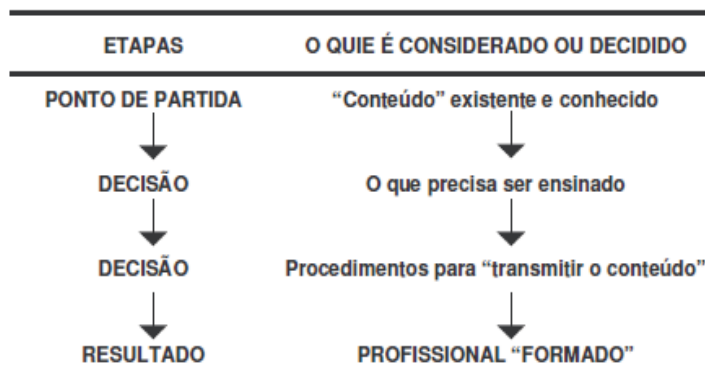 ETAPAS O QUIE É CONSIDERADO OU DECIDIDO
PONTO DE PARTIDA “Conteúdo” existente e conhecido
DECISÃO O que precisa ser ensinado
DECISÃO Procedimentos para “transmitir o conteúdo”
RESULTADO PROFISSIONAL “FORMADO”